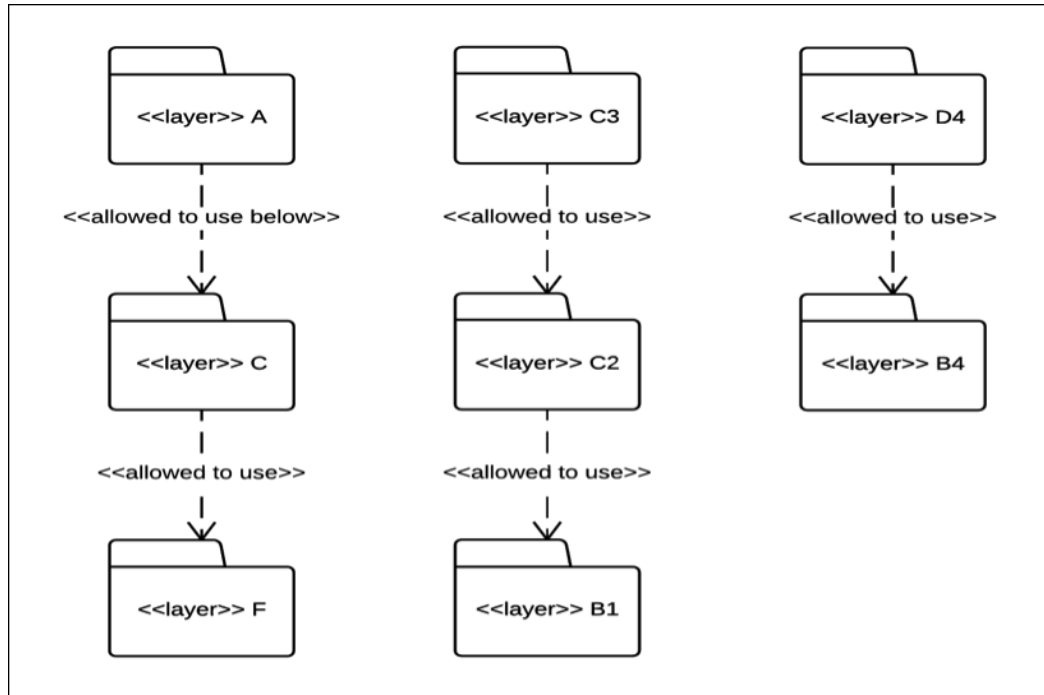 <<layer>> A
<<layer>> C3
<<layer>> D4
<<allowed to use below>>
<<allowed to use>>
<<allowed to use>>
<<layer>> C
<<layer>> C2
<<layer>> B4
<<allowed to use>>
<<allowed to use>>
<<layer>> F
<<layer>> B1